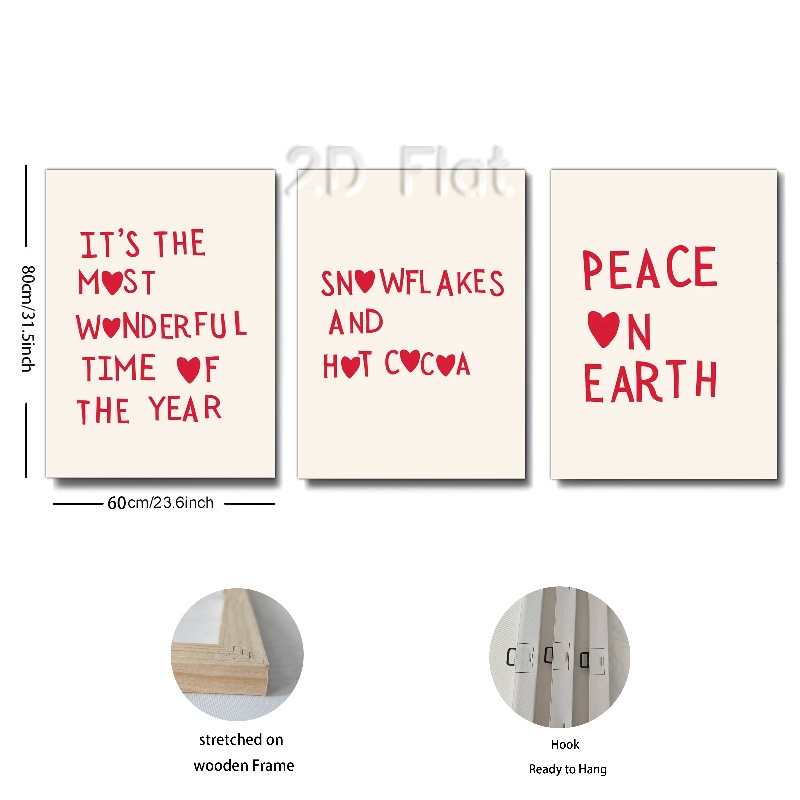 2D Flat
IT'S THE
MOST
WONDERFUL
TIME OF
THE YEAR
SNOWFLAKES
AND
HOT COCOA
PEACE
ON
EARTH
80cm/31.5inch
60cm/23.6inch
stretched on
wooden Frame
Hook
Ready to Hang